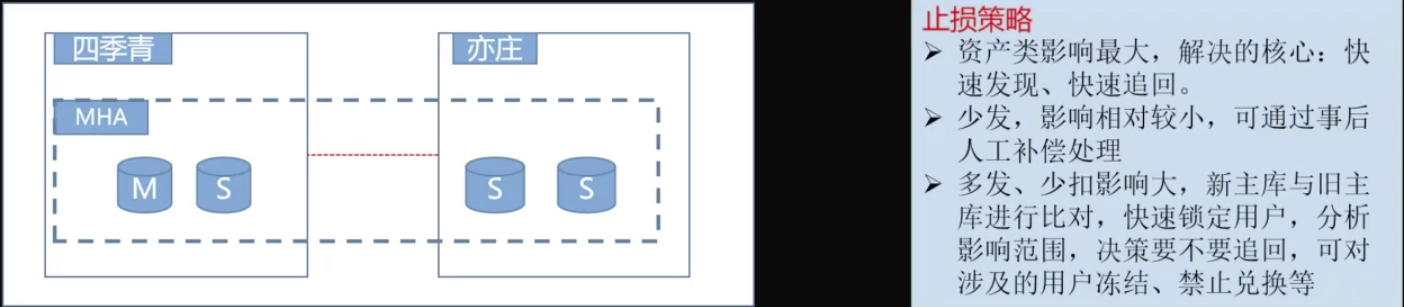 四季青
亦庄
MHA
M
S
S
S
止损策略
➢ 资产类影响最大，解决的核心：快
速发现、快速追回。
➢ 少发，影响相对较小，可通过事后
人工补偿处理
➢ 多发、少扣影响大，新主库与旧主
库进行比对，快速锁定用户，分析
影响范围，决策要不要追回，可对
涉及的用户冻结、禁止兑换等